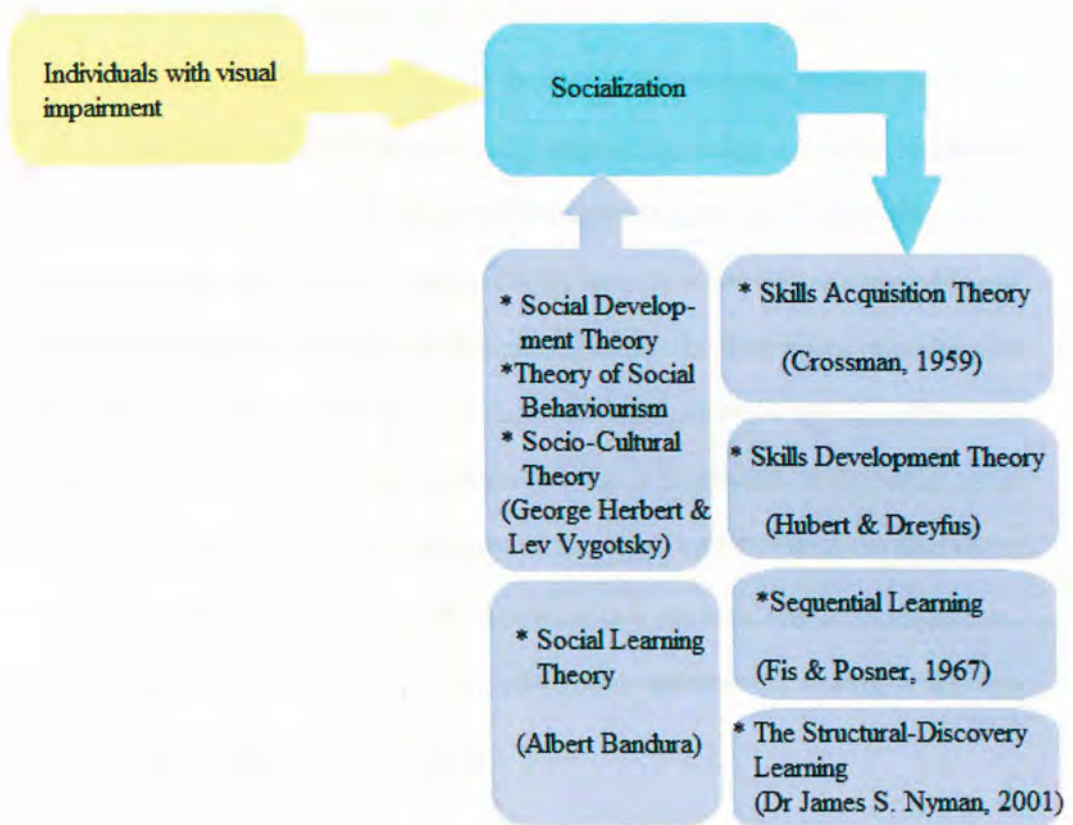 Individuals with visual
impairment
Socialization
* Social Develop-
ment Theory
*Theory of Social
Behaviourism
* Socio-Cultural
Theory
(George Herbert &
Lev Vygotsky)
* Social Learning
Theory
(Albert Bandura)
* Skills Acquisition Theory
(Crossman, 1959)
* Skills Development Theory
(Hubert & Dreyfus)
*Sequential Learning
(Fis & Posner, 1967)
* The Structural-Discovery
Learning
(Dr James S. Nyman, 2001)